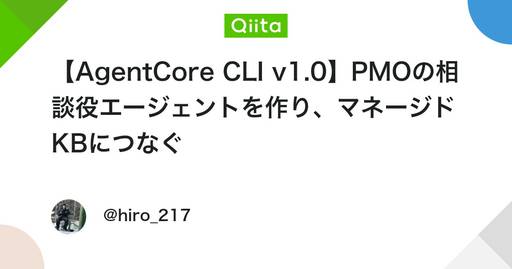 Qiita
【AgentCore CLI v1.0】PMOの相
談役エージェントを作り、マネージド
KBにつなぐ
@hiro_217